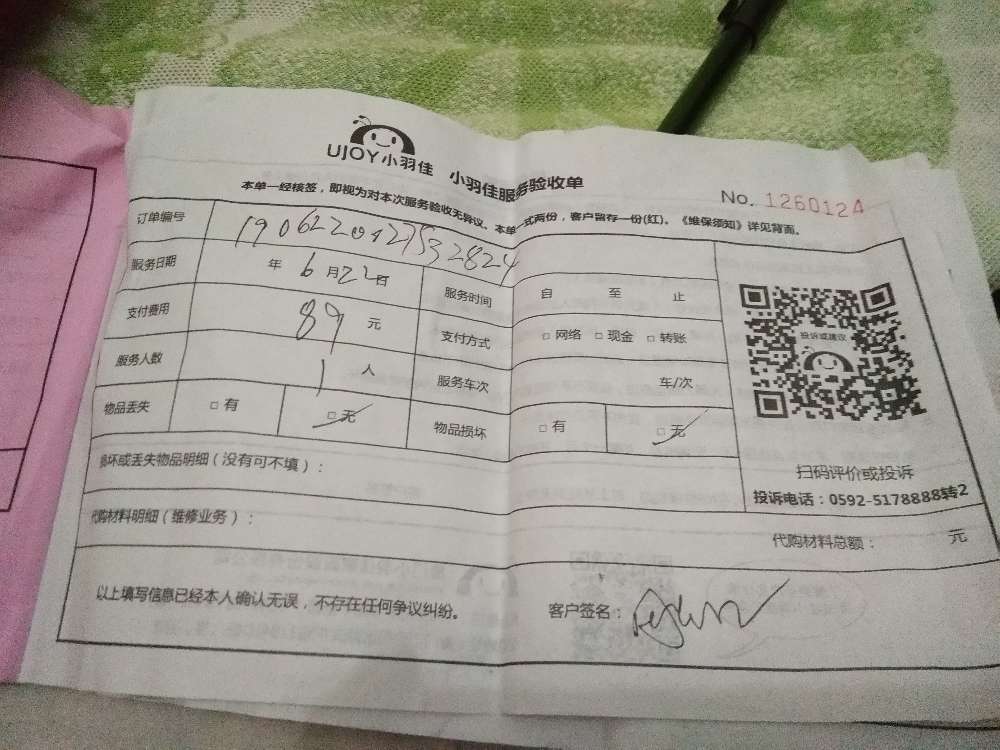 UJOY小羽佳 小羽佳服务验收单
No. 1260124
本单一经核签，即视为对本次服务验收无异议。本单一式两份，客户留存一份(红)。《维保须知》详见背面。
订单编号 1906220427532824
服务日期 年 6 月 22 日 服务时间 自 至 止
支付费用 89 元 支付方式 □ 网络 □ 现金 □ 转账
服务人数 1 人 服务车次 车/次
物品丢失 □ 有 □ 无 物品损坏 □ 有 □ 无
投诉或建议
扫码评价或投诉
投诉电话：0592-5178888转2
损坏或丢失物品明细（没有可不填）：
代购材料明细（维修业务）：
代购材料总额： 元
以上填写信息已经本人确认无误，不存在任何争议纠纷。 客户签名：